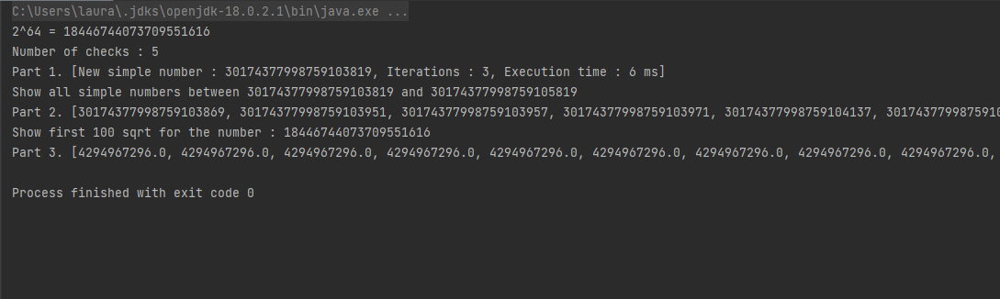 C:\Users\laura\.jdks\openjdk-18.0.2.1\bin\java.exe ...
2^64 = 18446744073709551616
Number of checks : 5
Part 1. [New simple number : 30174377998759103819, Iterations : 3, Execution time : 6 ms]
Show all simple numbers between 30174377998759103819 and 30174377998759105819
Part 2. [30174377998759103869, 30174377998759103951, 30174377998759103957, 30174377998759103971, 30174377998759104137, 3017437799875910
Show first 100 sqrt for the number : 18446744073709551616
Part 3. [4294967296.0, 4294967296.0, 4294967296.0, 4294967296.0, 4294967296.0, 4294967296.0, 4294967296.0, 4294967296.0, 4294967296.0,
Process finished with exit code 0